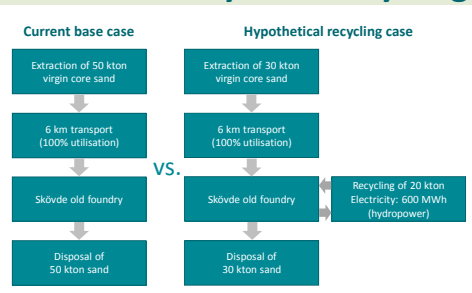 Current base case
Extraction of 50 kton
virgin core sand
6 km transport
(100% utilisation)
Skövde old foundry
Disposal of
50 kton sand
vs.
Hypothetical recycling case
Extraction of 30 kton
virgin core sand
6 km transport
(100% utilisation)
Skövde old foundry
Recycling of 20 kton
Electricity: 600 MWh
(hydropower)
Disposal of
30 kton sand